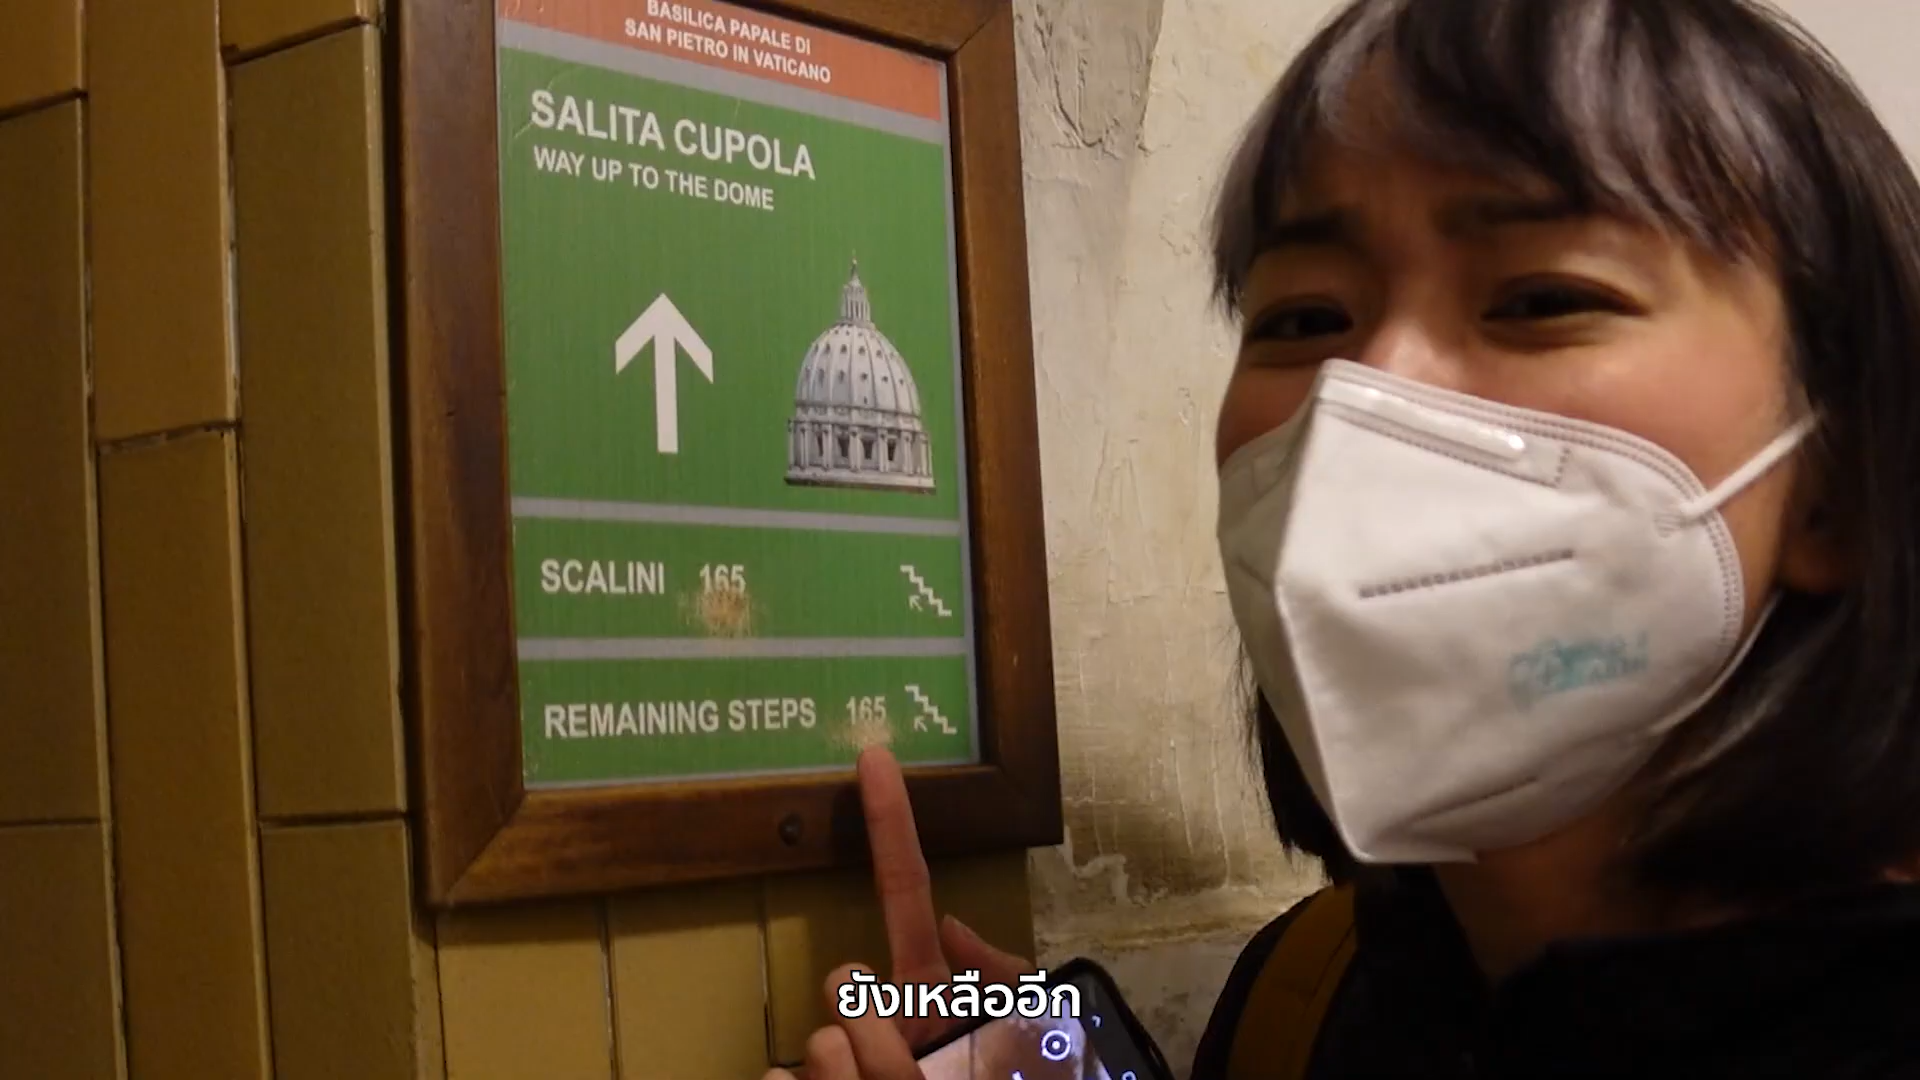 BASILICA PAPALE DI
SAN PIETRO IN VATICANO
SALITA CUPOLA
WAY UP TO THE DOME
SCALINI 165
REMAINING STEPS 165
ยังเหลืออีก